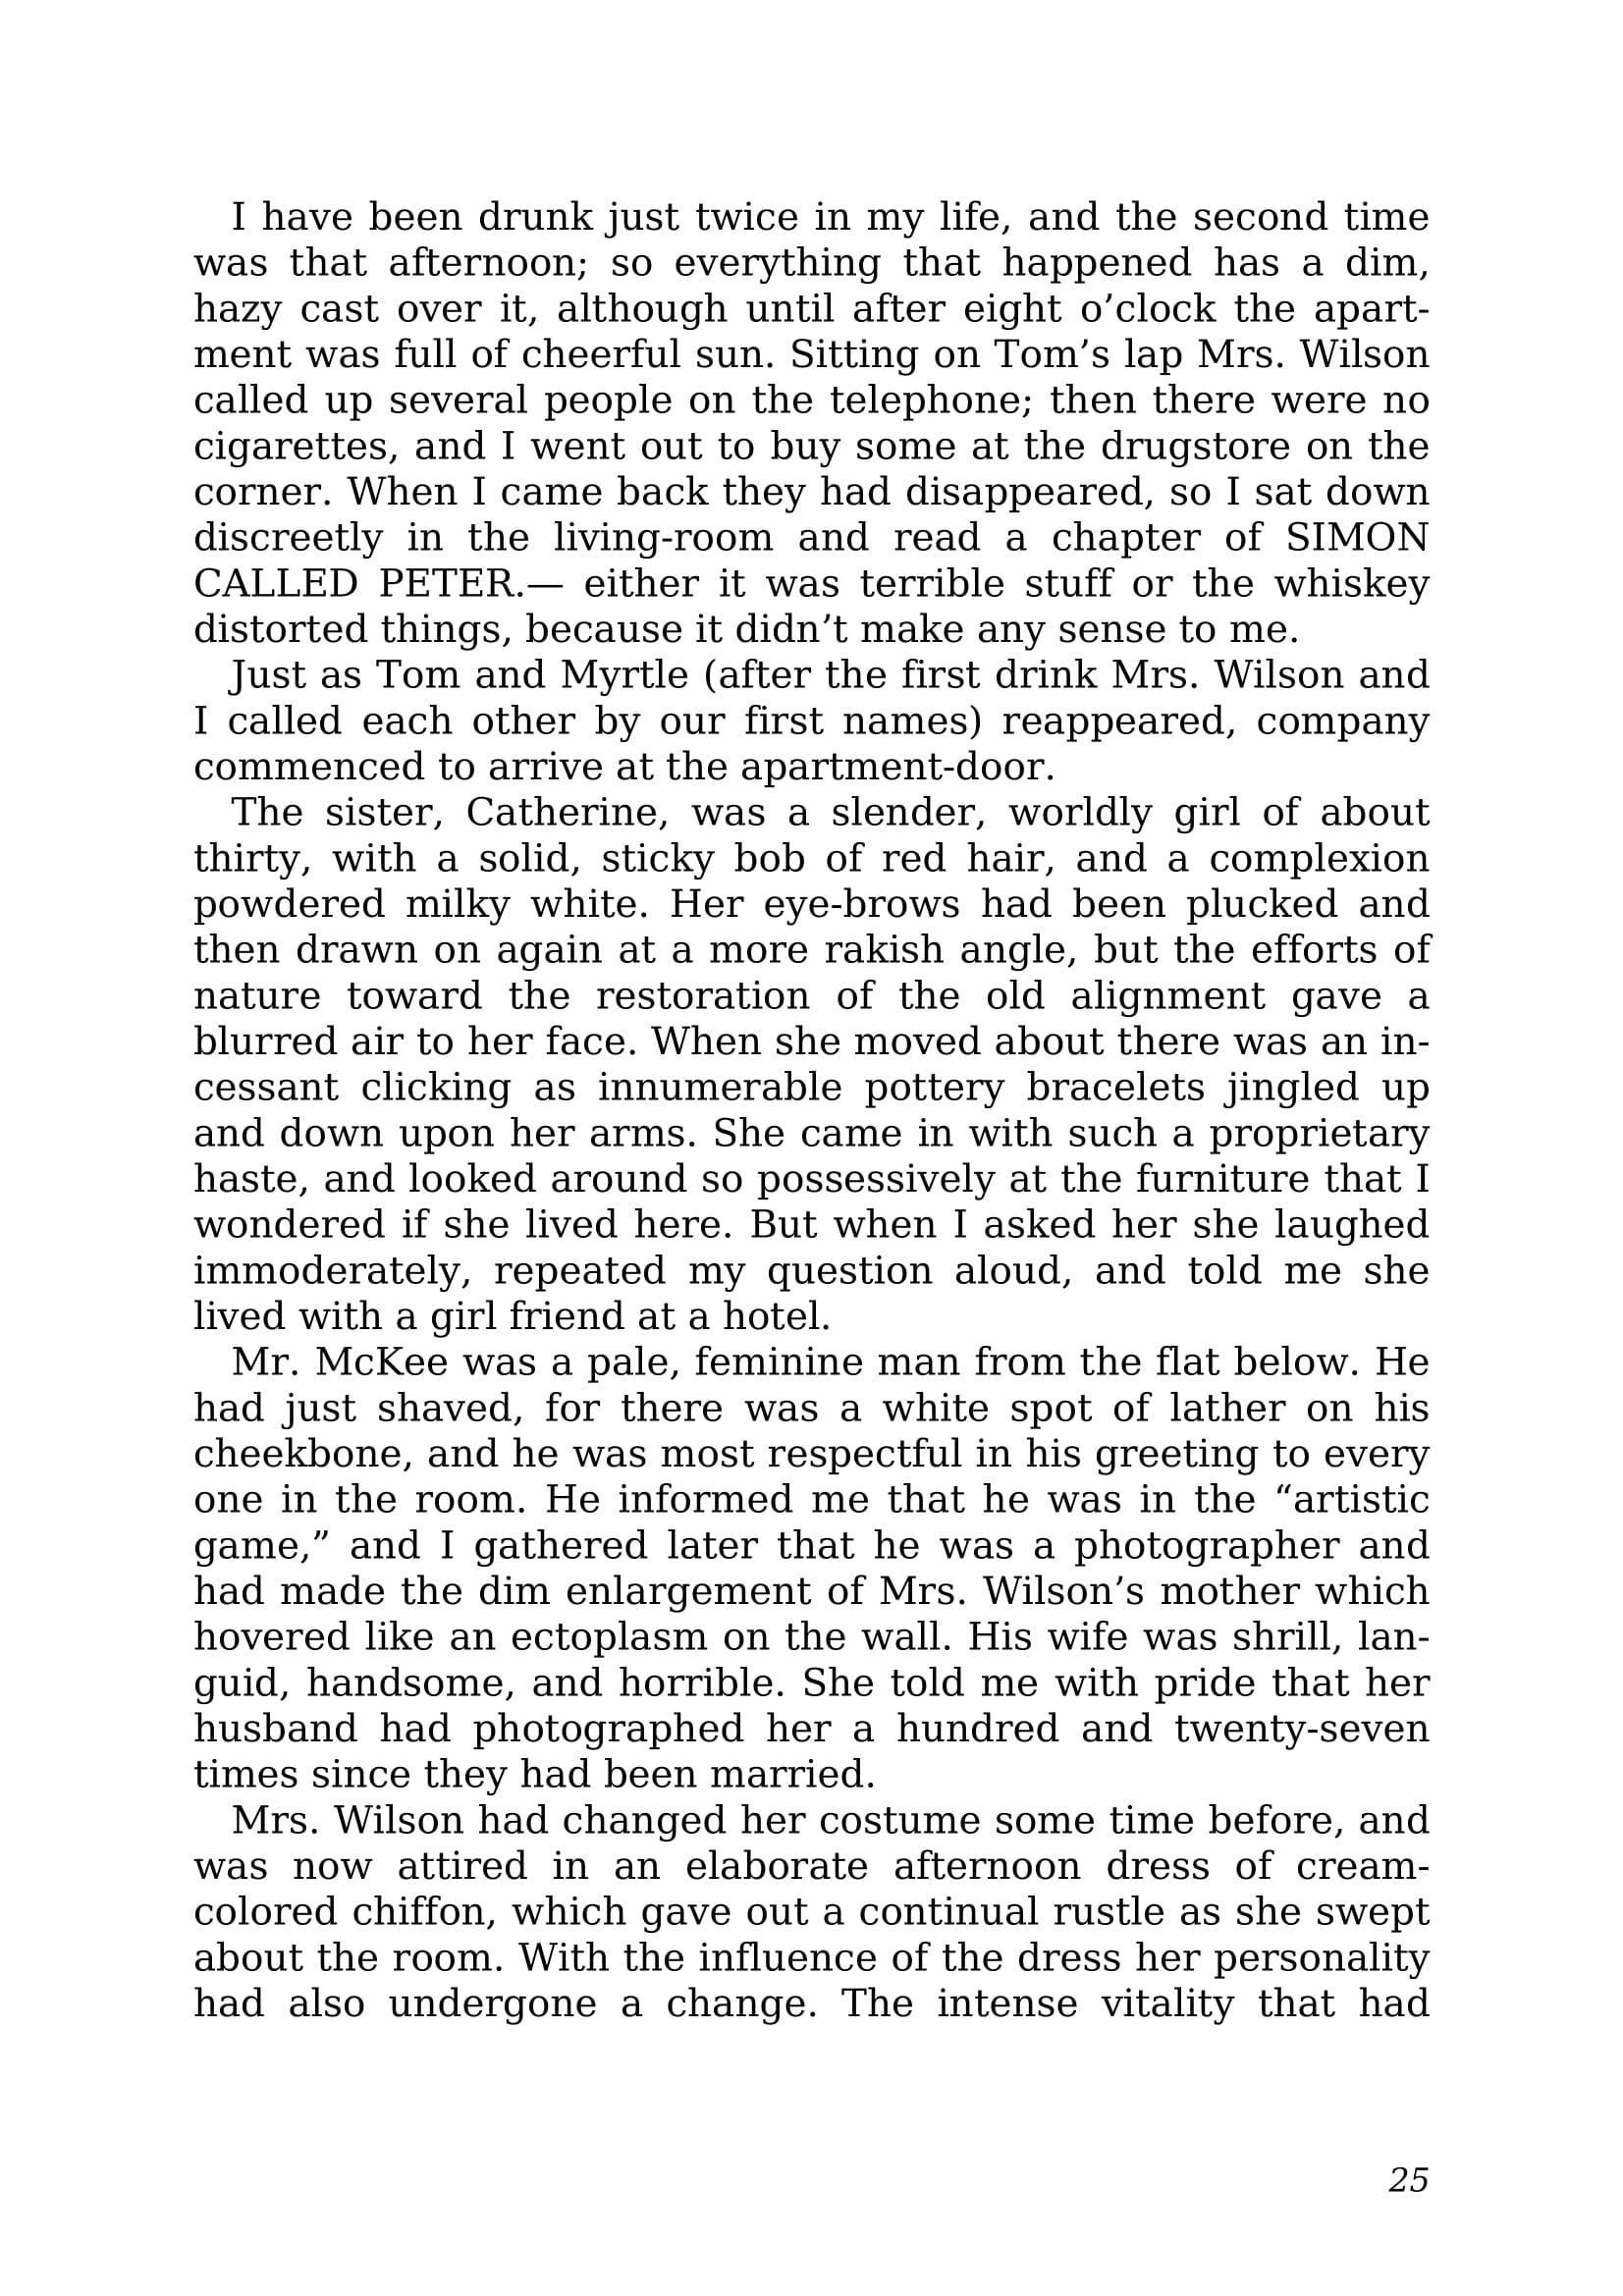 I have been drunk just twice in my life, and the second time
was that afternoon; so everything that happened has a dim,
hazy cast over it, although until after eight o’clock the apart-
ment was full of cheerful sun. Sitting on Tom’s lap Mrs. Wilson
called up several people on the telephone; then there were no
cigarettes, and I went out to buy some at the drugstore on the
corner. When I came back they had disappeared, so I sat down
discreetly in the living-room and read a chapter of SIMON
CALLED PETER.— either it was terrible stuff or the whiskey
distorted things, because it didn’t make any sense to me.
Just as Tom and Myrtle (after the first drink Mrs. Wilson and
I called each other by our first names) reappeared, company
commenced to arrive at the apartment-door.
The sister, Catherine, was a slender, worldly girl of about
thirty, with a solid, sticky bob of red hair, and a complexion
powdered milky white. Her eye-brows had been plucked and
then drawn on again at a more rakish angle, but the efforts of
nature toward the restoration of the old alignment gave a
blurred air to her face. When she moved about there was an in-
cessant clicking as innumerable pottery bracelets jingled up
and down upon her arms. She came in with such a proprietary
haste, and looked around so possessively at the furniture that I
wondered if she lived here. But when I asked her she laughed
immoderately, repeated my question aloud, and told me she
lived with a girl friend at a hotel.
Mr. McKee was a pale, feminine man from the flat below. He
had just shaved, for there was a white spot of lather on his
cheekbone, and he was most respectful in his greeting to every
one in the room. He informed me that he was in the “artistic
game,” and I gathered later that he was a photographer and
had made the dim enlargement of Mrs. Wilson’s mother which
hovered like an ectoplasm on the wall. His wife was shrill, lan-
guid, handsome, and horrible. She told me with pride that her
husband had photographed her a hundred and twenty-seven
times since they had been married.
Mrs. Wilson had changed her costume some time before, and
was now attired in an elaborate afternoon dress of cream-
colored chiffon, which gave out a continual rustle as she swept
about the room. With the influence of the dress her personality
had also undergone a change. The intense vitality that had
25